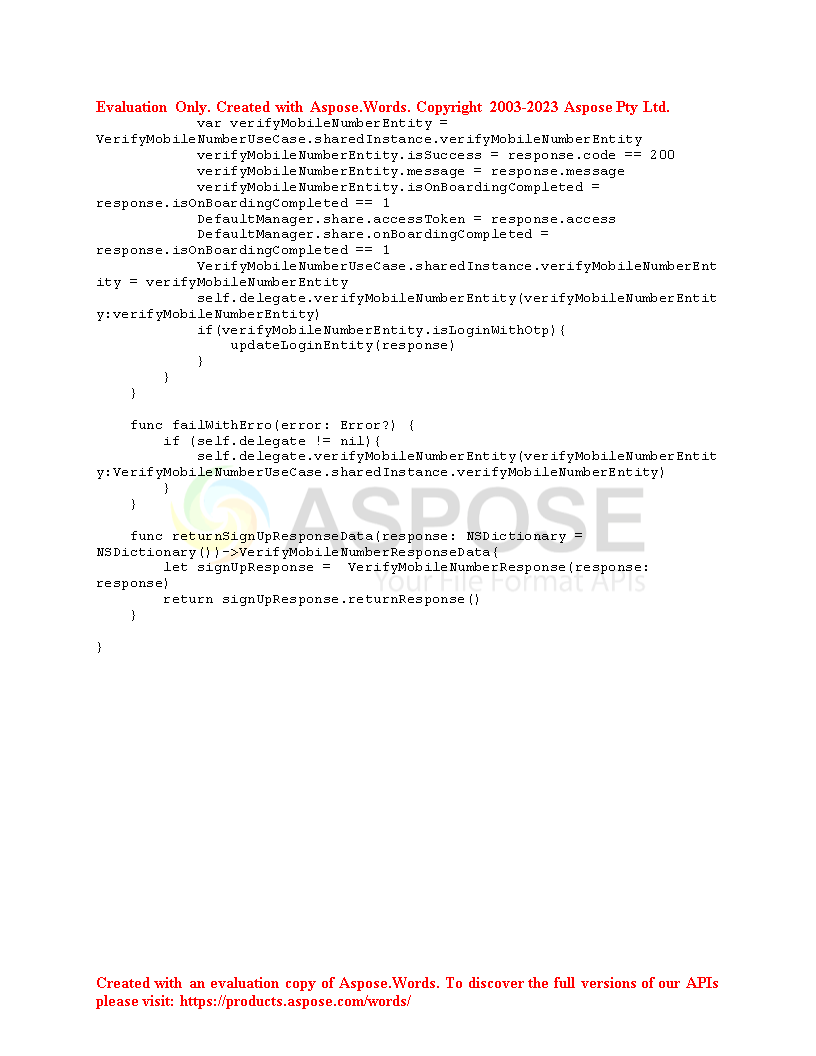 Evaluation Only. Created with Aspose.Words. Copyright 2003-2023 Aspose Pty Ltd.
            var verifyMobileNumberEntity =
VerifyMobileNumberUseCase.sharedInstance.verifyMobileNumberEntity
            verifyMobileNumberEntity.isSuccess = response.code == 200
            verifyMobileNumberEntity.message = response.message
            verifyMobileNumberEntity.isOnBoardingCompleted =
response.isOnBoardingCompleted == 1
            DefaultManager.share.accessToken = response.access
            DefaultManager.share.onBoardingCompleted =
response.isOnBoardingCompleted == 1
            VerifyMobileNumberUseCase.sharedInstance.verifyMobileNumberEnt
ity = verifyMobileNumberEntity
            self.delegate.verifyMobileNumberEntity(verifyMobileNumberEntit
y:verifyMobileNumberEntity)
            if(verifyMobileNumberEntity.isLoginWithOtp){
                updateLoginEntity(response)
            }
        }
    }

    func failWithErro(error: Error?) {
        if (self.delegate != nil){
            self.delegate.verifyMobileNumberEntity(verifyMobileNumberEntit
y:VerifyMobileNumberUseCase.sharedInstance.verifyMobileNumberEntity)
        }
    }
ASPOSE
    func returnSignUpResponseData(response: NSDictionary =
NSDictionary())->VerifyMobileNumberResponseData{
        let signUpResponse =  VerifyMobileNumberResponse(response:
response)
Your File Format APIs
        return signUpResponse.returnResponse()
    }

}
Created with an evaluation copy of Aspose.Words. To discover the full versions of our APIs
please visit: https://products.aspose.com/words/